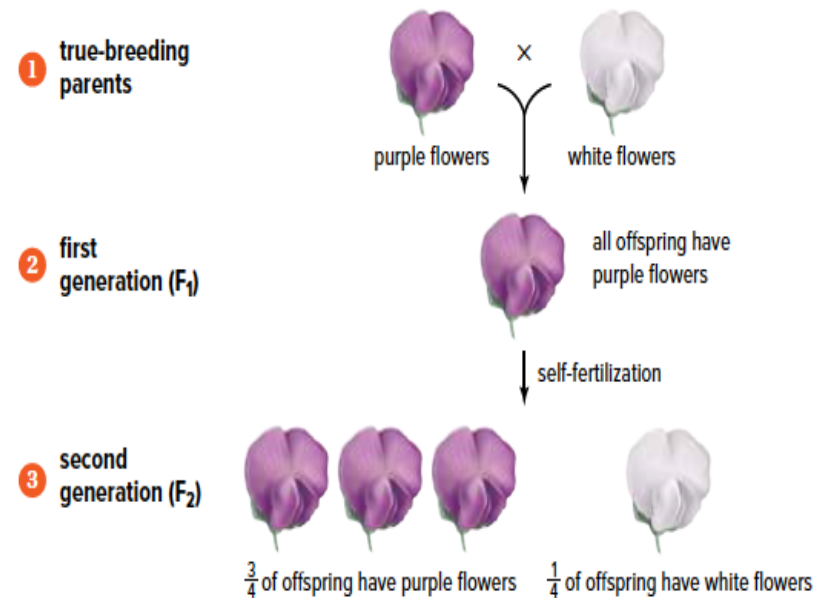 1 true-breeding
parents
X
purple flowers
white flowers
2 first
generation (F₁)
all offspring have
purple flowers
self-fertilization
3 second
generation (F₂)
3/4 of offspring have purple flowers
1/4 of offspring have white flowers